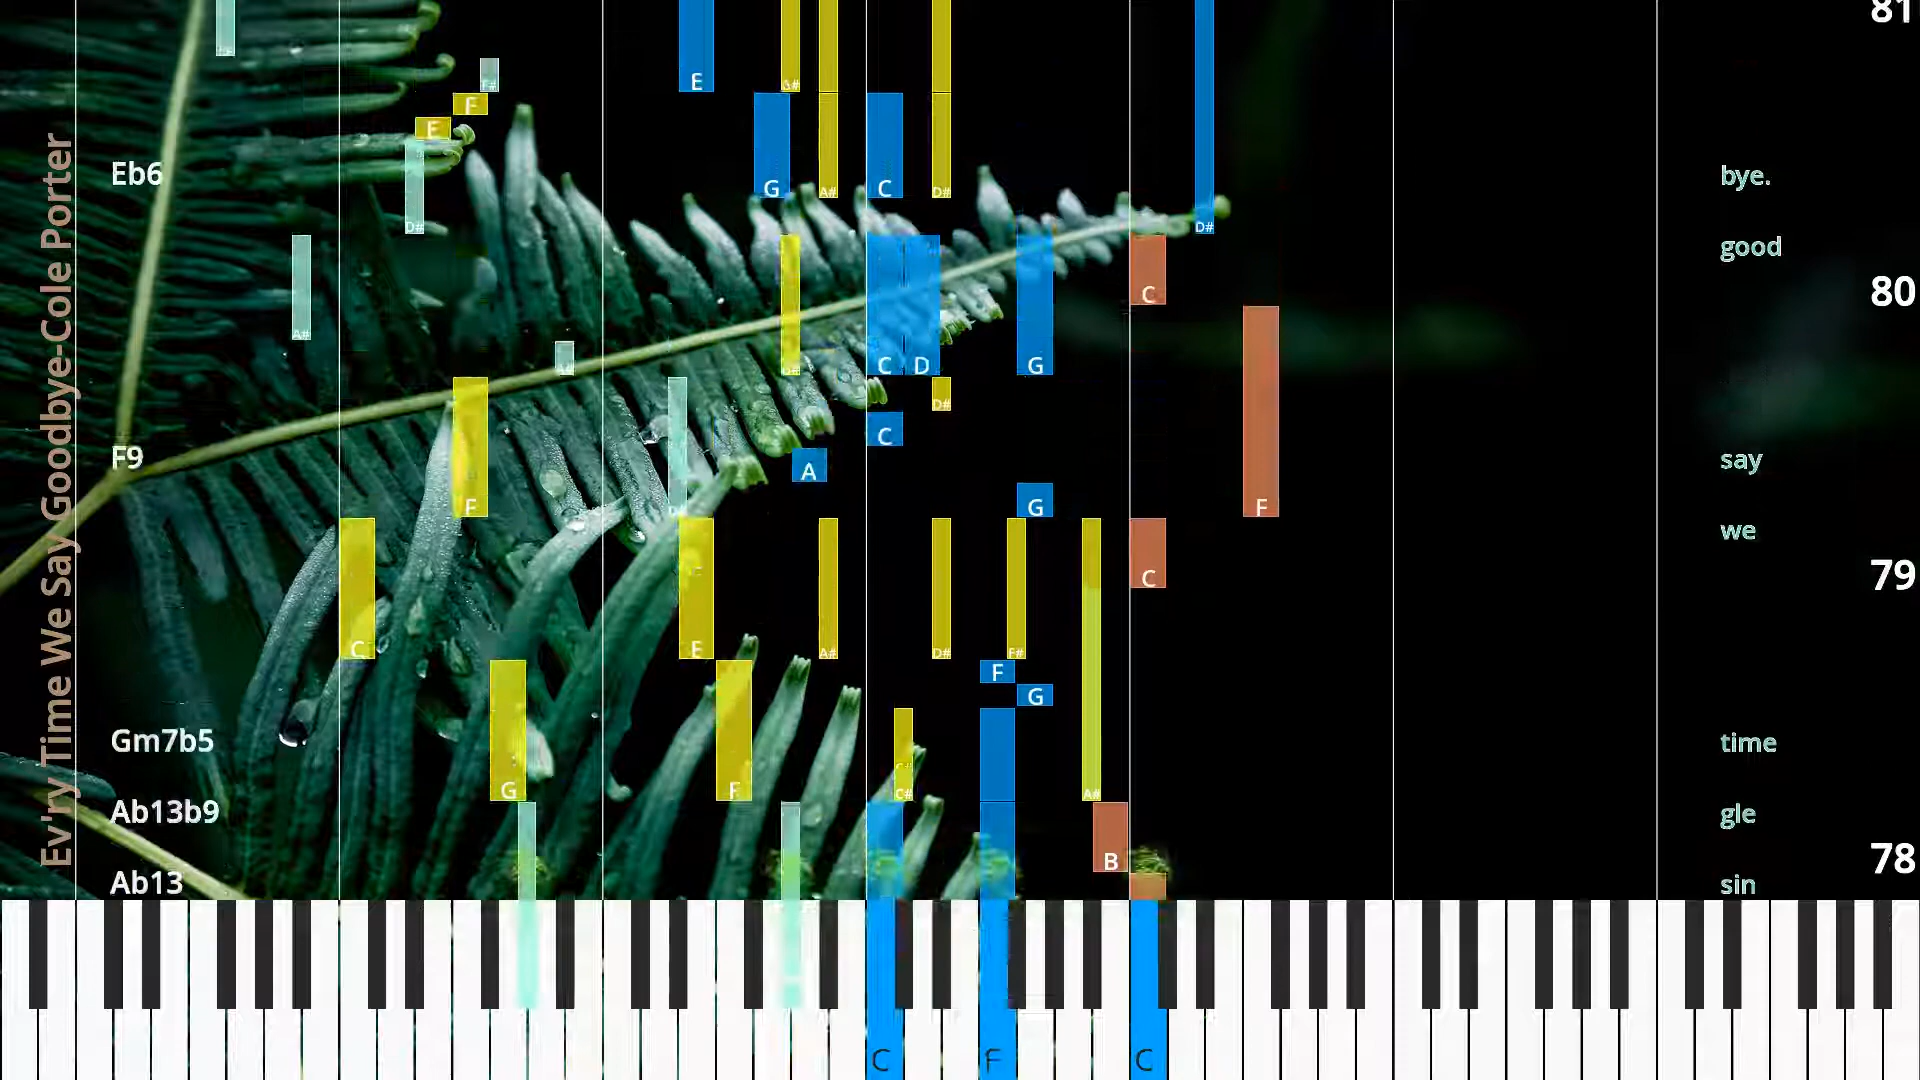 81
E
F
E
G
A#
C
D#
Eb6
bye.
D#
D#
good
80
C
A#
C
D
G
D#
C
F9
A
say
F
G
F
we
79
C
C
E
A#
D#
F#
F
G
Gm7b5
time
G
F
C#
A#
Ab13b9
gle
78
B
Ab13
sin
C
F
C
Ev'ry Time We Say Goodbye-Cole Porter